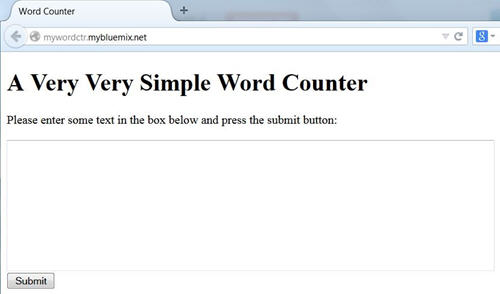 Word Counter
mywordctr.mybluemix.net
A Very Very Simple Word Counter
Please enter some text in the box below and press the submit button:
Submit